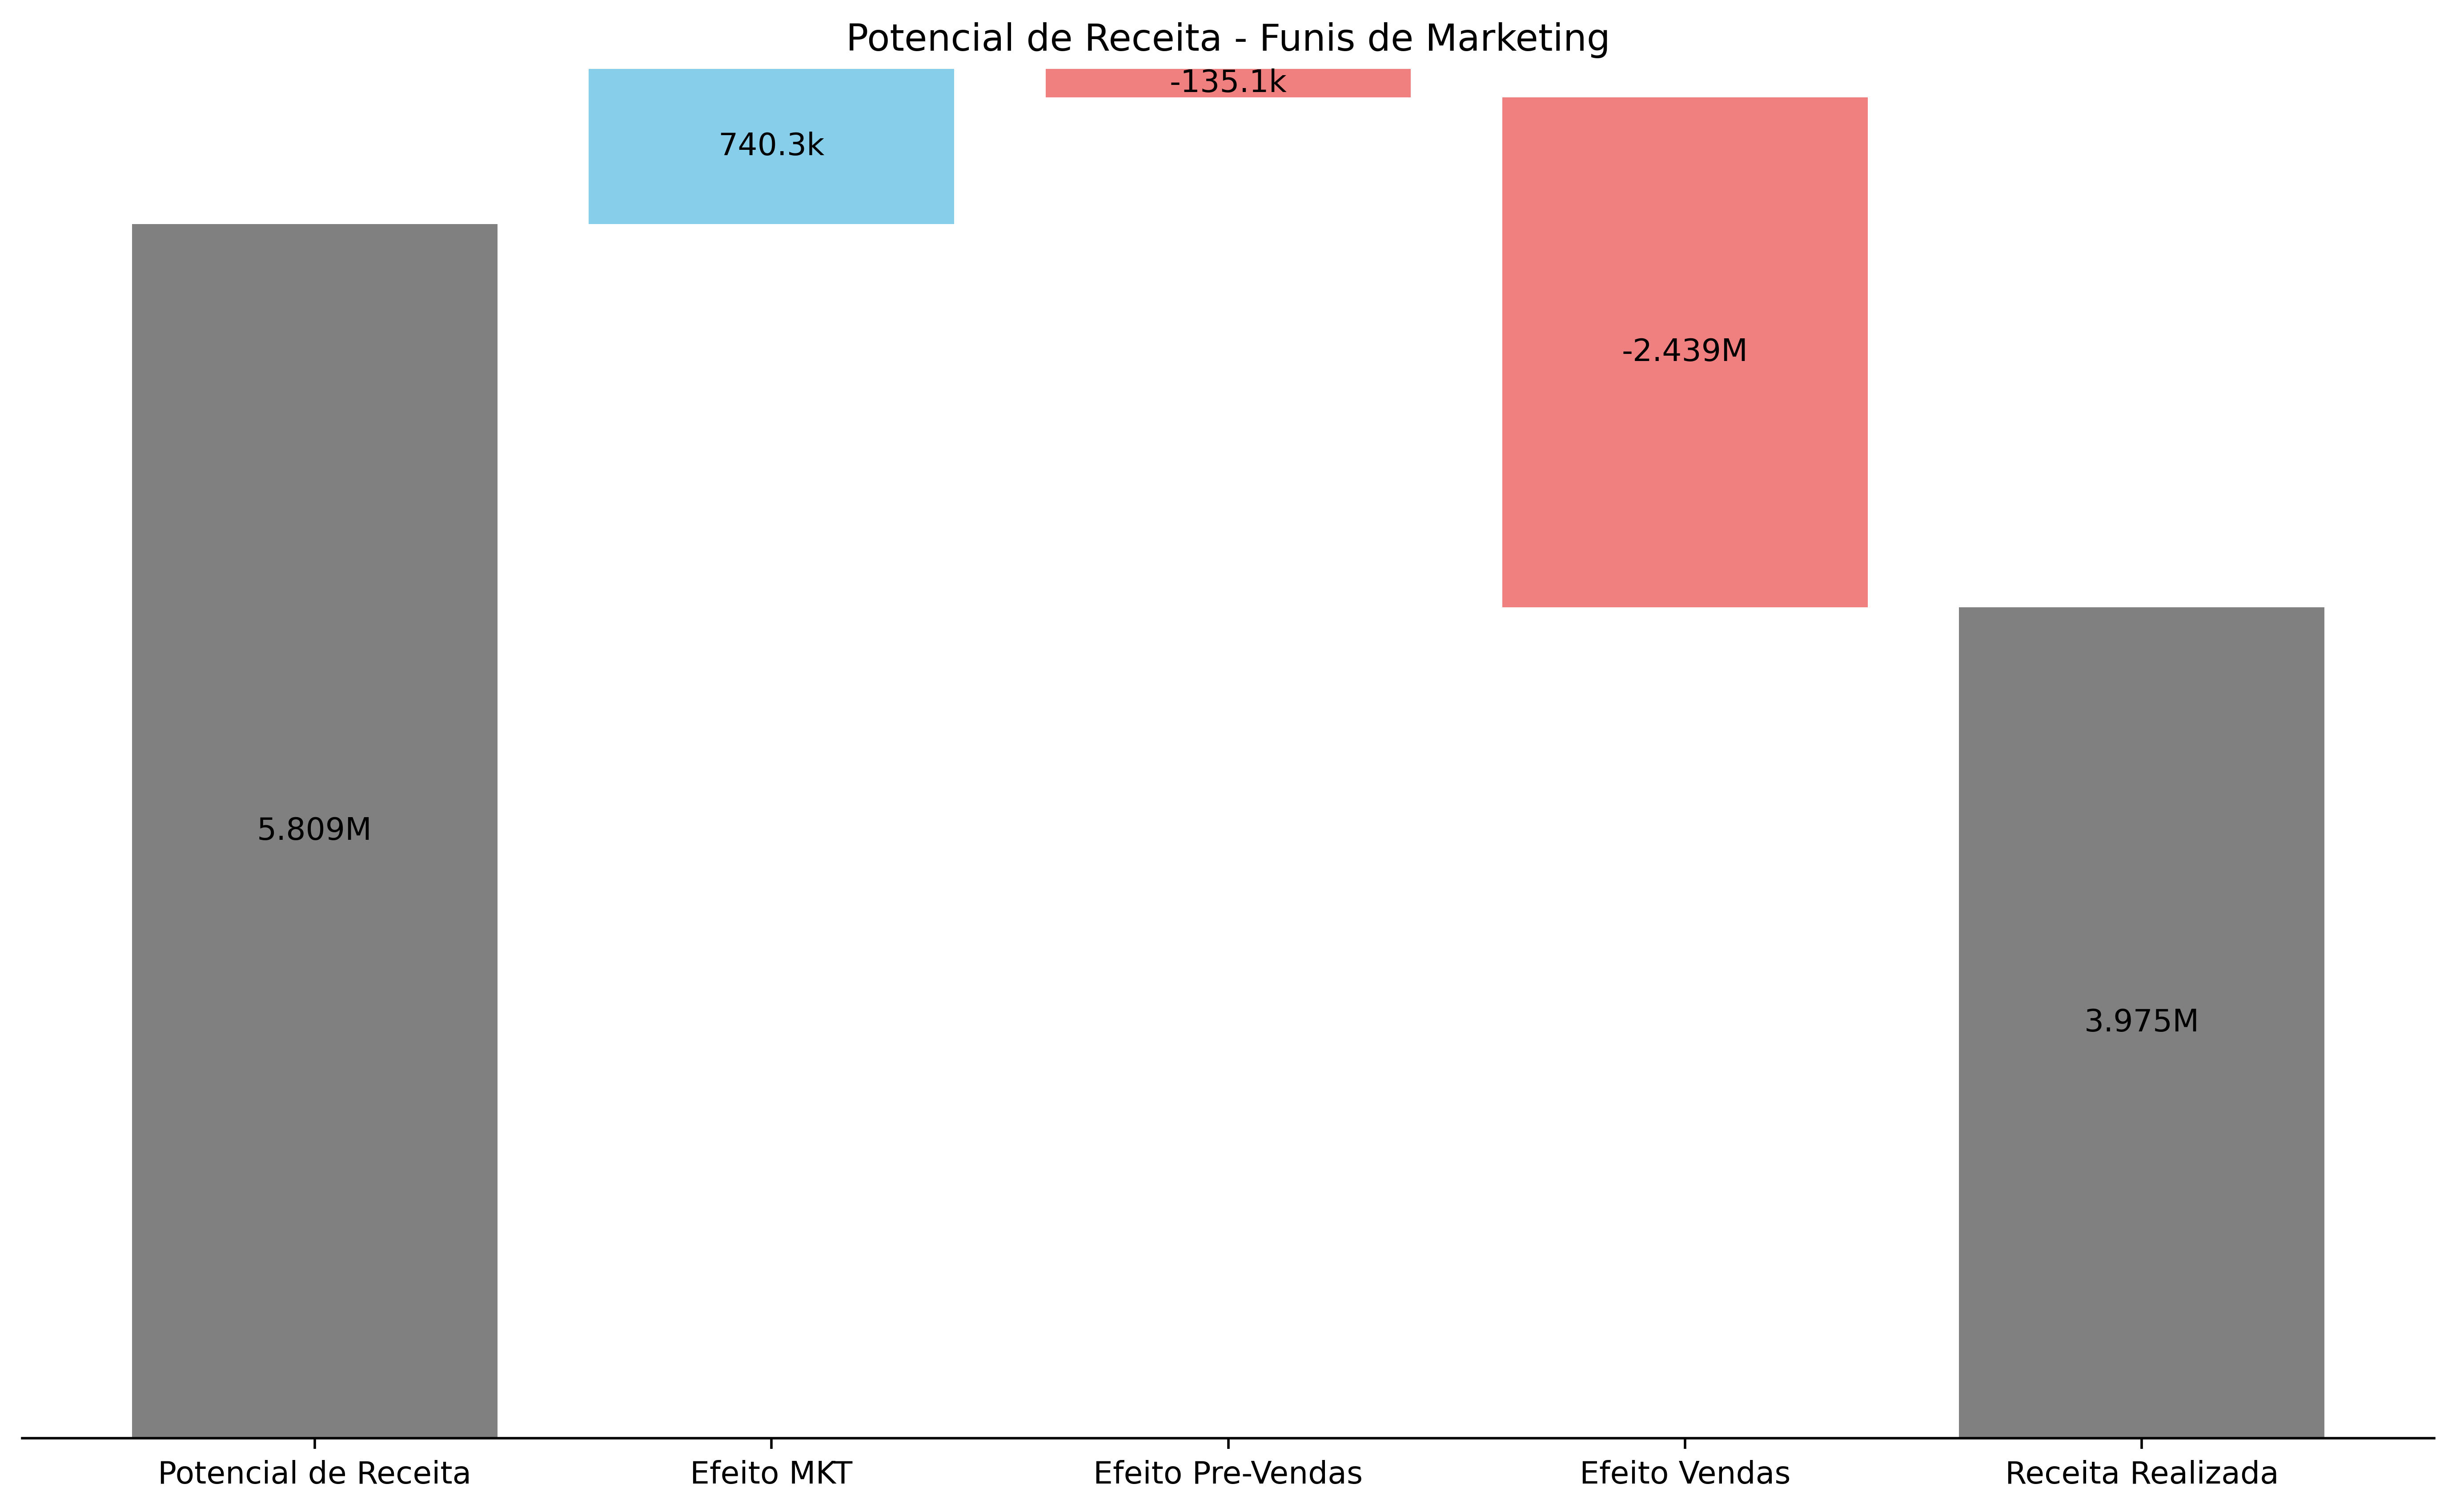 Potencial de Receita - Funis de Marketing
-135.1k
740.3k
-2.439M
5.809M
3.975M
Potencial de Receita
Efeito MKT
Efeito Pre-Vendas
Efeito Vendas
Receita Realizada